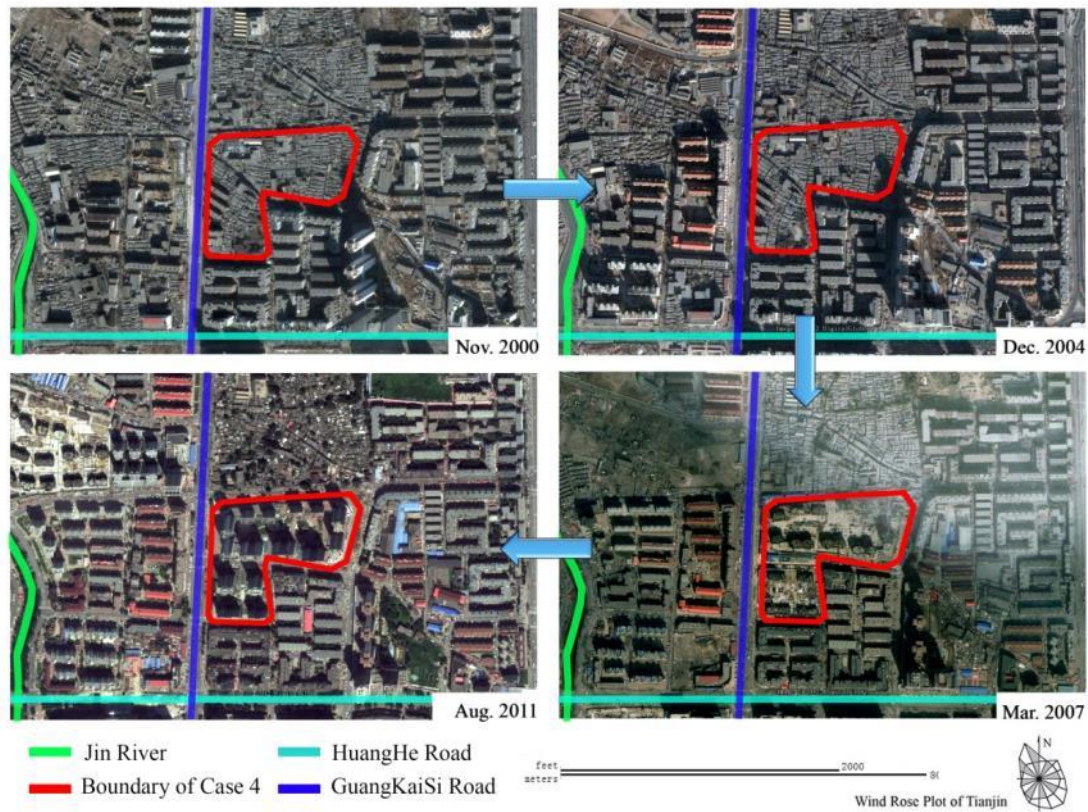 Nov. 2000
Dec. 2004
Aug. 2011
Mar. 2007
Jin River
HuangHe Road
Boundary of Case 4
GuangKaiSi Road
feet
meters
2000
80
N
Wind Rose Plot of Tianjin